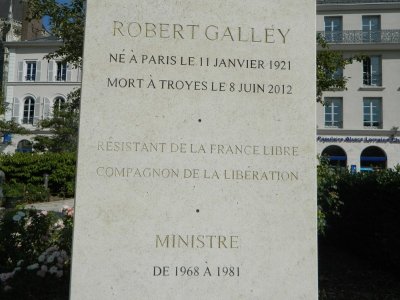 ROBERT GALLEY
NÉ À PARIS LE 11 JANVIER 1921
MORT À TROYES LE 8 JUIN 2012
RÉSISTANT DE LA FRANCE LIBRE
COMPAGNON DE LA LIBÉRATION
MINISTRE
DE 1968 À 1981